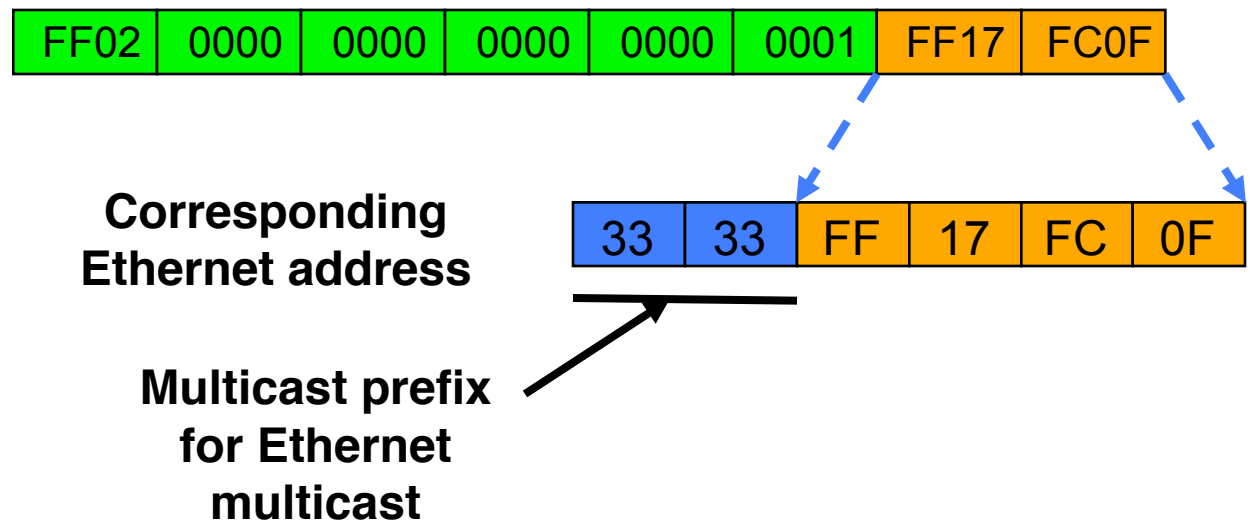 FF02 0000 0000 0000 0000 0001 FF17 FC0F
Corresponding
Ethernet address
33 33 FF 17 FC 0F
Multicast prefix
for Ethernet
multicast